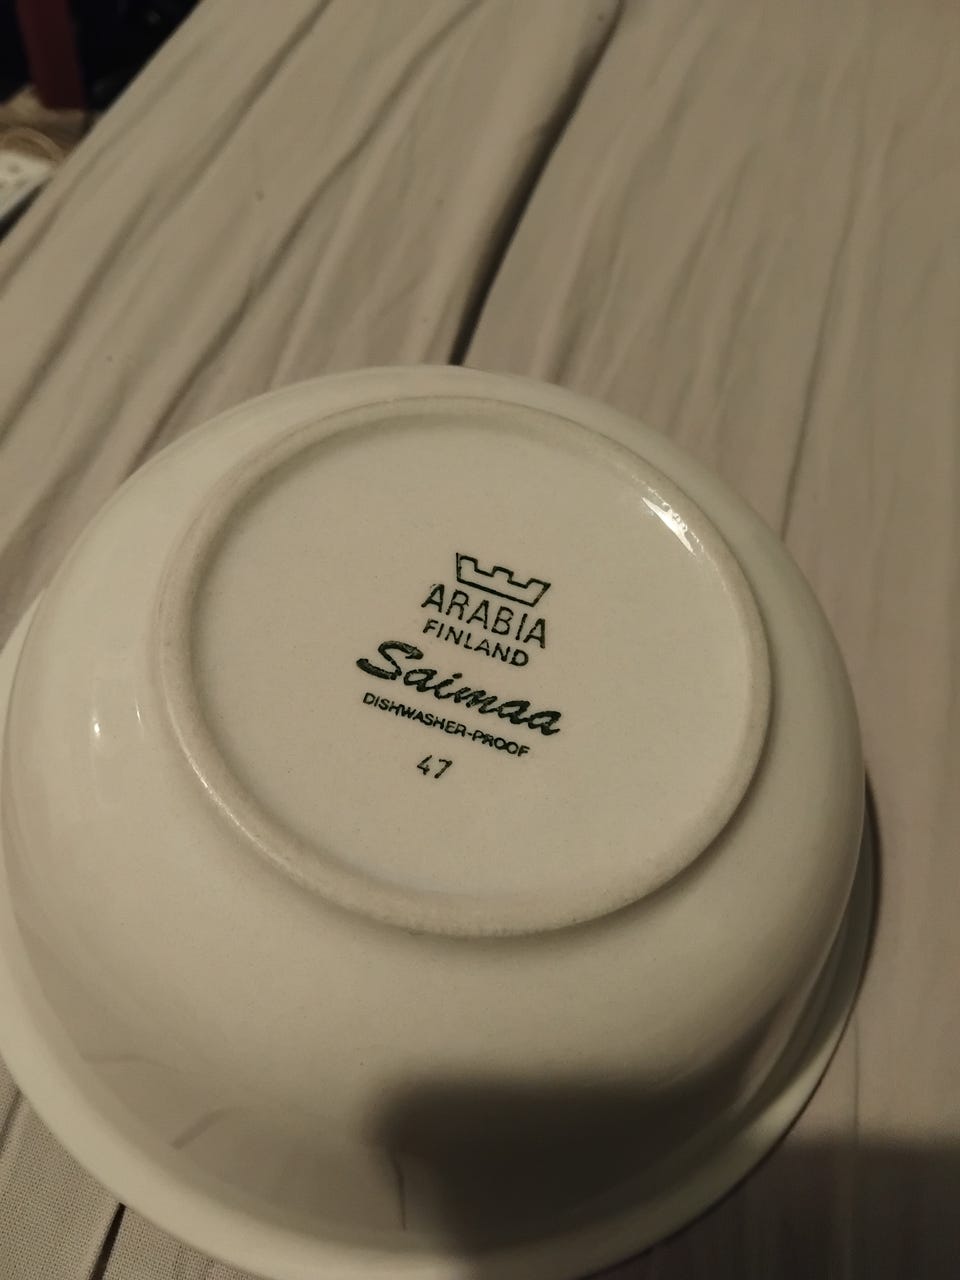 ARABIA
FINLAND
Saimaa
DISHWASHER-PROOF
47